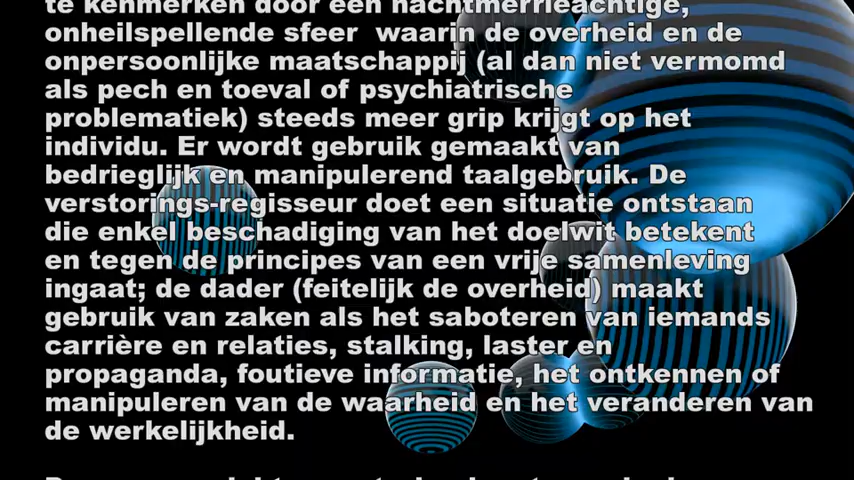 te kenmerken door een nachtmerrieachtige,
onheilspellende sfeer waarin de overheid en de
onpersoonlijke maatschappij (al dan niet vermomd
als pech en toeval of psychiatrische
problematiek) steeds meer grip krijgt op het
individu. Er wordt gebruik gemaakt van
bedrieglijk en manipulerend taalgebruik. De
verstorings-regisseur doet een situatie ontstaan
die enkel beschadiging van het doelwit betekent
en tegen de principes van een vrije samenleving
ingaat; de dader (feitelijk de overheid) maakt
gebruik van zaken als het saboteren van iemands
carrière en relaties, stalking, laster en
propaganda, foutieve informatie, het ontkennen of
manipuleren van de waarheid en het veranderen van
de werkelijkheid.